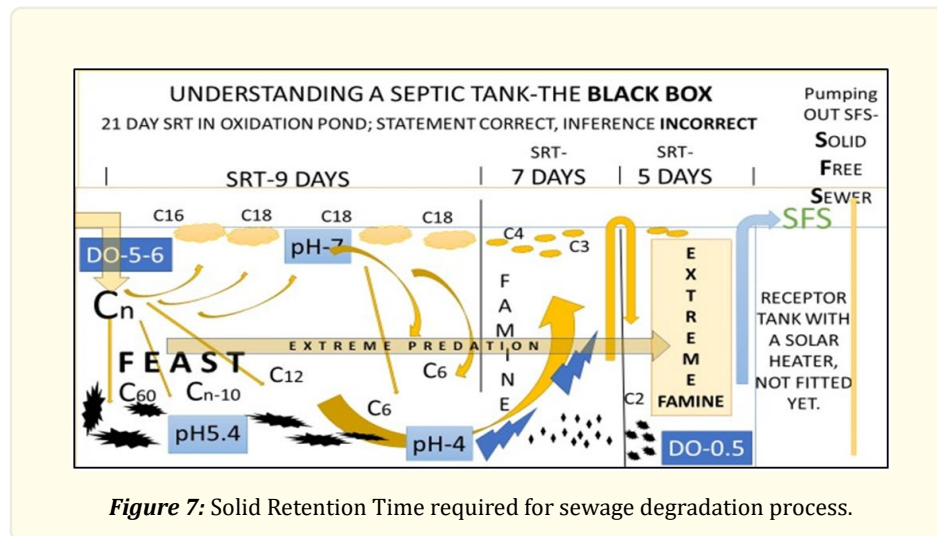 UNDERSTANDING A SEPTIC TANK-THE BLACK BOX
21 DAY SRT IN OXIDATION POND; STATEMENT CORRECT, INFERENCE INCORRECT
Pumping
OUT SFS-
SOLID
FREE
SEWER
SRT-9 DAYS
SRT-
7 DAYS
SRT-
5 DAYS
C16
C18
C18
C18
C4
C3
SFS
DO-5-6
pH-7
Cn
FAMINE
EXTREME
FAMINE
EXTREME PREDATION
FEAST
C60
Cn-10
C12
C6
C6
C2
pH5.4
pH-4
DO-0.5
RECEPTOR
TANK WITH
A SOLAR
HEATER,
NOT FITTED
YET.
Figure 7: Solid Retention Time required for sewage degradation process.